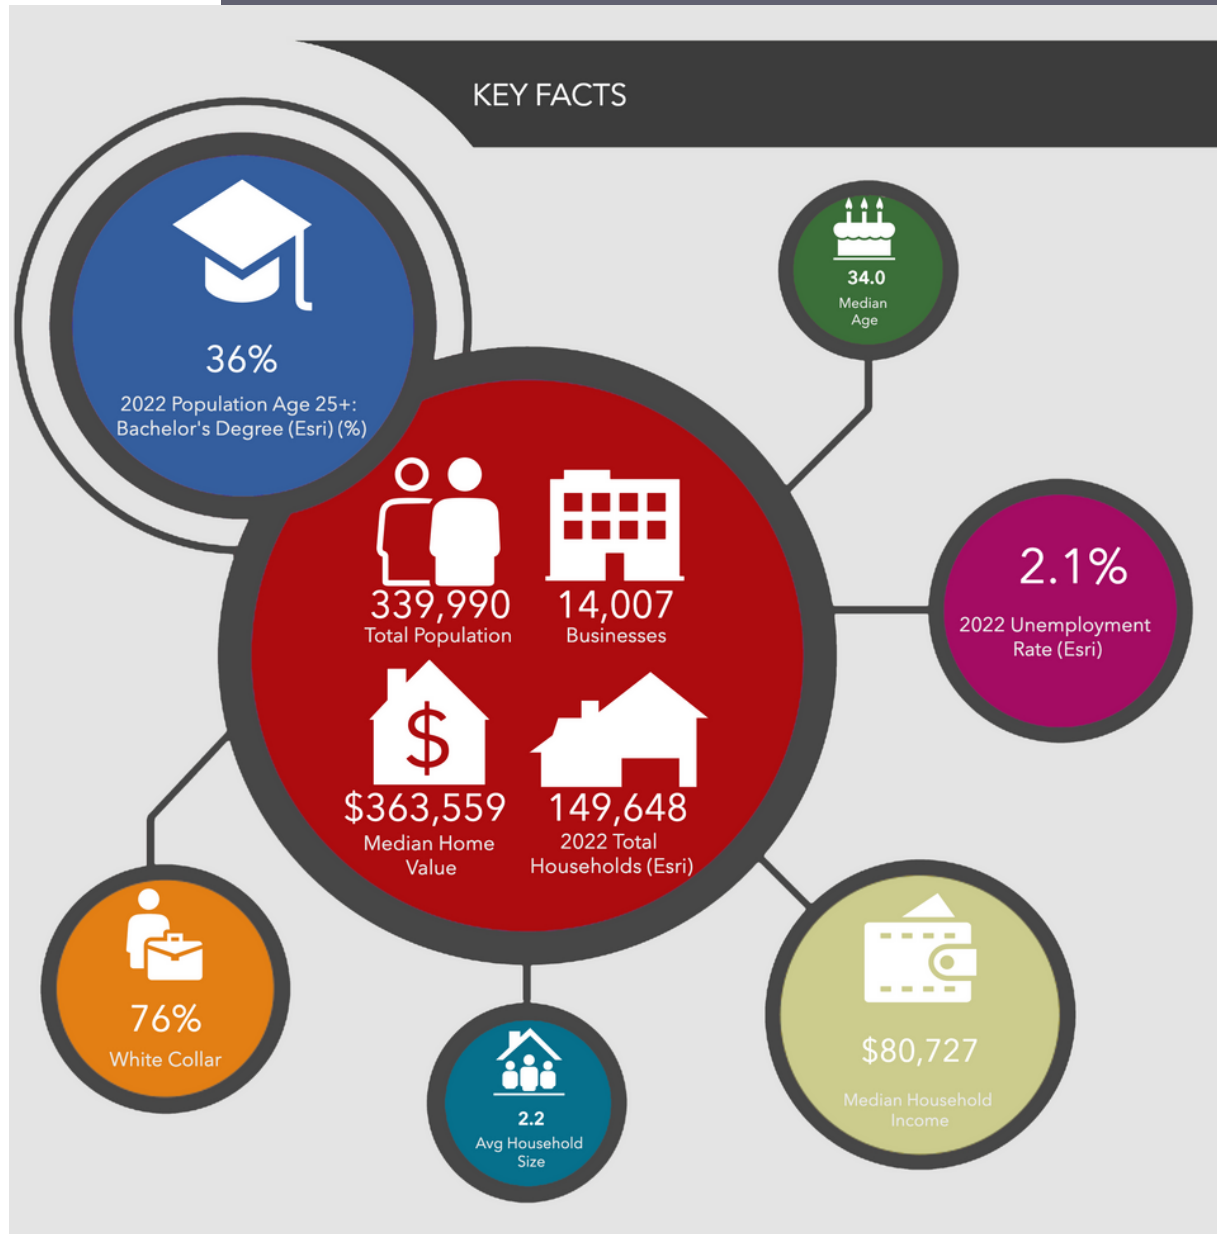 KEY FACTS
36%
2022 Population Age 25+:
Bachelor's Degree (Esri) (%)
34.0
Median
Age
339,990
Total Population
14,007
Businesses
2.1%
2022 Unemployment
Rate (Esri)
$
$363,559
Median Home
Value
149,648
2022 Total
Households (Esri)
76%
White Collar
2.2
Avg Household
Size
$80,727
Median Household
Income